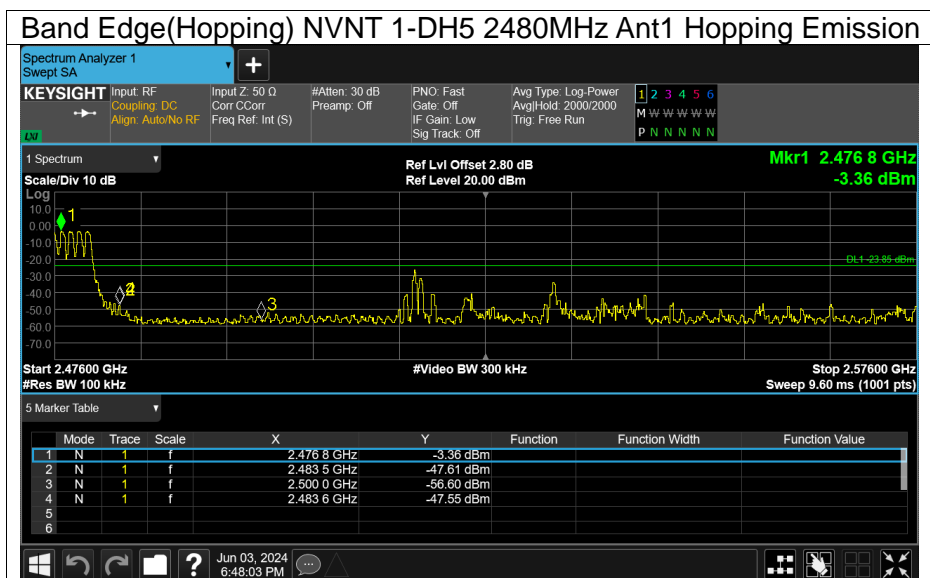 Band Edge(Hopping) NVNT 1-DH5 2480MHz Ant1 Hopping Emission
Spectrum Analyzer 1
Swept SA
+
KEYSIGHT
LXI
Input: RF
Coupling: DC
Align: Auto/No RF
Input Z: 50 Ω
Corr CCorr
Freq Ref: Int (S)
#Atten: 30 dB
Preamp: Off
PNO: Fast
Gate: Off
IF Gain: Low
Sig Track: Off
Avg Type: Log-Power
Avg|Hold: 2000/2000
Trig: Free Run
1 2 3 4 5 6
M W W W W W
P N N N N N
1 Spectrum
Scale/Div 10 dB
Ref Lvl Offset 2.80 dB
Ref Level 20.00 dBm
Mkr1 2.476 8 GHz
-3.36 dBm
Log
10.0
0.00
-10.0
-20.0
-30.0
-40.0
-50.0
-60.0
-70.0
1
2
3
DL1 -23.85 dBm
Start 2.47600 GHz
#Res BW 100 kHz
#Video BW 300 kHz
Stop 2.57600 GHz
Sweep 9.60 ms (1001 pts)
5 Marker Table
Mode Trace Scale X Y Function Function Width Function Value
1 N 1 f 2.476 8 GHz -3.36 dBm
2 N 1 f 2.483 5 GHz -47.61 dBm
3 N 1 f 2.500 0 GHz -56.60 dBm
4 N 1 f 2.483 6 GHz -47.55 dBm
5
6
? Jun 03, 2024
6:48:03 PM